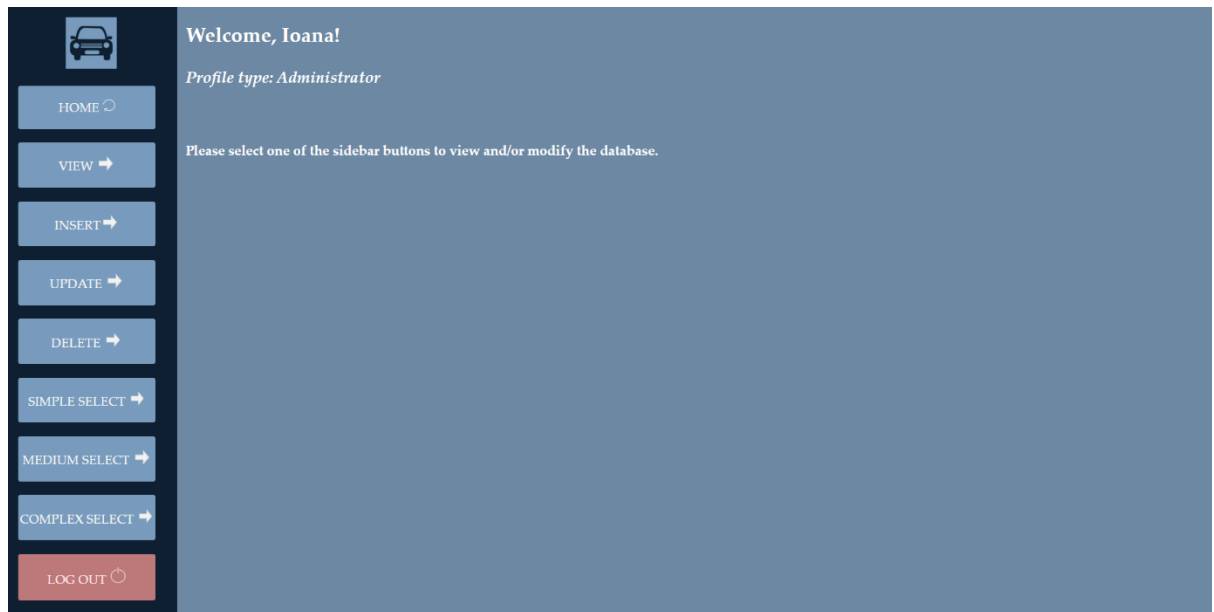 Welcome, Ioana!
Profile type: Administrator
Please select one of the sidebar buttons to view and/or modify the database.
HOME
VIEW
INSERT
UPDATE
DELETE
SIMPLE SELECT
MEDIUM SELECT
COMPLEX SELECT
LOG OUT